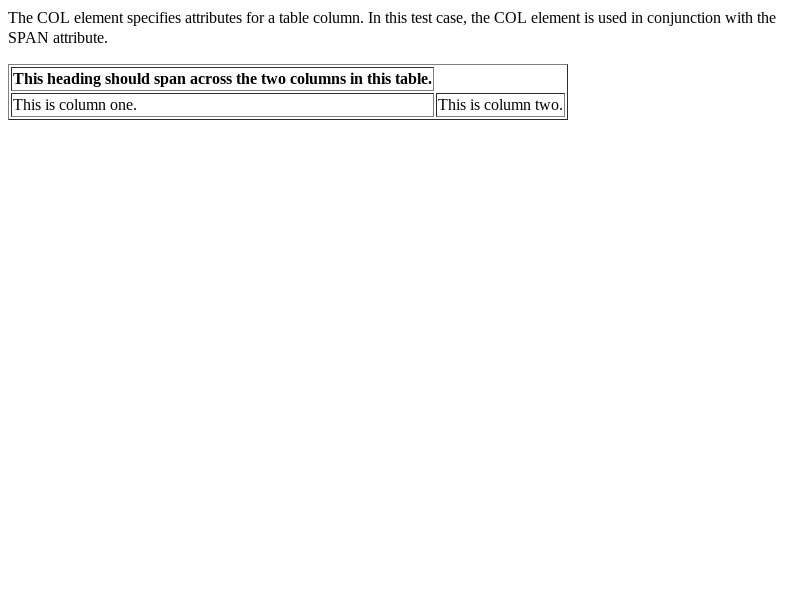 The COL element specifies attributes for a table column. In this test case, the COL element is used in conjunction with the
SPAN attribute.
This heading should span across the two columns in this table.
This is column one. This is column two.